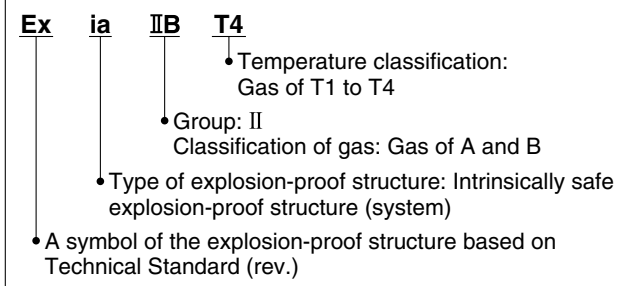 Ex ia ⅡB T4
• Temperature classification:
Gas of T1 to T4
• Group: Ⅱ
Classification of gas: Gas of A and B
• Type of explosion-proof structure: Intrinsically safe
explosion-proof structure (system)
• A symbol of the explosion-proof structure based on
Technical Standard (rev.)